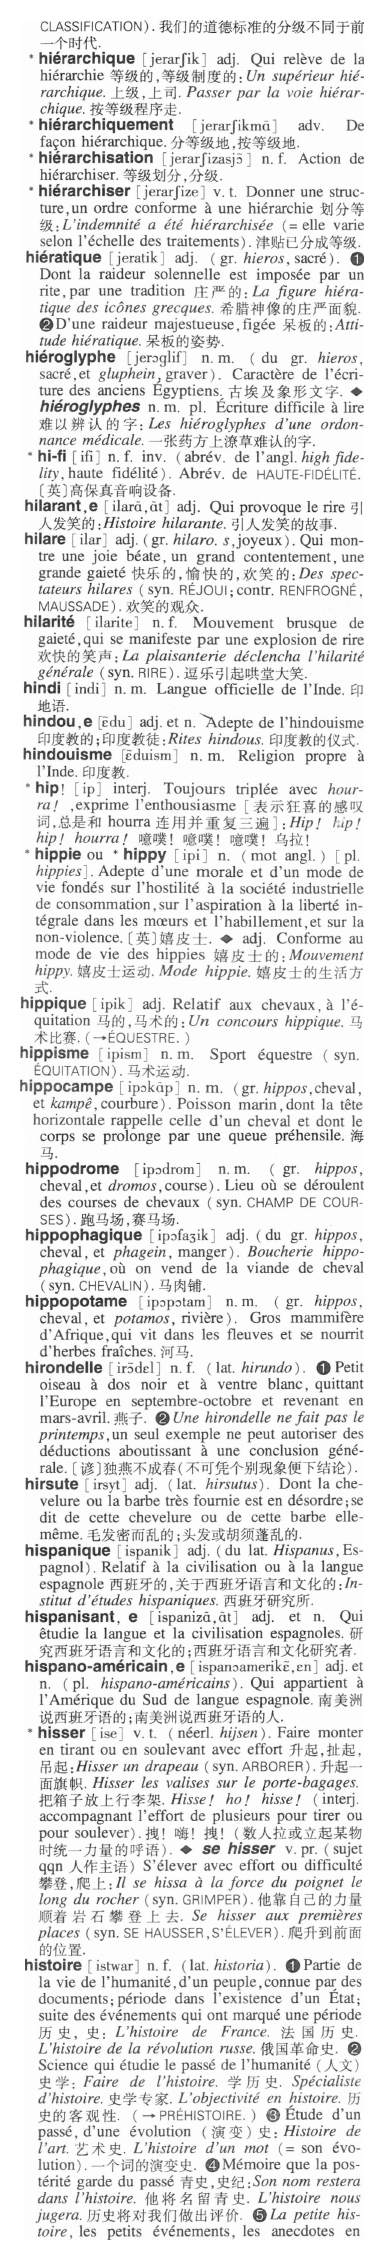 CLASSIFICATION). 我们的道德标准的分级不同于前
一个时代.
* hiérarchique [jerarʃik] adj. Qui relève de la
hiérarchie 等级的,等级制度的: Un supérieur hié-
rarchique. 上级,上司. Passer par la voie hiérar-
chique. 按等级程序走.
* hiérarchiquement [jerarʃikmɑ̃] adv. De
façon hiérarchique. 分等级地,按等级地.
* hiérarchisation [jerarʃizasjɔ̃] n. f. Action de
hiérarchiser. 等级划分,分级.
* hiérarchiser [jerarʃize] v. t. Donner une struc-
ture,un ordre conforme à une hiérarchie 划分等
级: L'indemnité a été hiérarchisée (= elle varie
selon l'échelle des traitements). 津贴已分成等级.
hiératique [jeratik] adj. (gr. hieros, sacré). ❶
Dont la raideur solennelle est imposée par un
rite, par une tradition 庄严的: La figure hiéra-
tique des icônes grecques. 希腊神像的庄严面貌.
❷D'une raideur majestueuse,figée 呆板的: Atti-
tude hiératique. 呆板的姿势.
hiéroglyphe [jerɔglif] n. m. (du gr. hieros,
sacré,et gluphein, graver). Caractère de l'écri-
ture des anciens Égyptiens. 古埃及象形文字. ◆
hiéroglyphes n. m. pl. Écriture difficile à lire
难以辨认的字: Les hiéroglyphes d'une ordon-
nance médicale. 一张药方上潦草难认的字.
* hi-fi [ifi] n. f. inv. (abrév. de l'angl. high fide-
lity, haute fidélité). Abrév. de HAUTE-FIDÉLITÉ.
[英]高保真音响设备.
hilarant,e [ilarɑ̃,ɑ̃t] adj. Qui provoque le rire 引
人发笑的: Histoire hilarante. 引人发笑的故事.
hilare [ilar] adj. (gr. hilaro. s,joyeux). Qui mon-
tre une joie béate, un grand contentement, une
grande gaieté 快乐的,愉快的,欢笑的: Des spec-
tateurs hilares (syn. RÉJOUI; contr. RENFROGNÉ,
MAUSSADE). 欢笑的观众.
hilarité [ilarite] n. f. Mouvement brusque de
gaieté,qui se manifeste par une explosion de rire
欢快的笑声: La plaisanterie déclencha l'hilarité
générale (syn. RIRE). 逗乐引起哄堂大笑.
hindi [indi] n. m. Langue officielle de l'Inde. 印
地语.
hindou,e [ɛ̃du] adj. et n. Adepte de l'hindouisme
印度教的;印度教徒: Rites hindous. 印度教的仪式.
hindouisme [ɛ̃duism] n. m. Religion propre à
l'Inde. 印度教.
* hip! [ip] interj. Toujours triplée avec hour-
ra! ,exprime l'enthousiasme [表示狂喜的感叹
词,总是和 hourra 连用并重复三遍]: Hip! hip!
hip! hourra! 噫噗! 噫噗! 噫噗! 乌拉!
* hippie ou * hippy [ipi] n. (mot angl.) [pl.
hippies]. Adepte d'une morale et d'un mode de
vie fondés sur l'hostilité à la société industrielle
de consommation, sur l'aspiration à la liberté in-
tégrale dans les mœurs et l'habillement,et sur la
non-violence. [英]嬉皮士. ◆ adj. Conforme au
mode de vie des hippies 嬉皮士的: Mouvement
hippy. 嬉皮士运动. Mode hippie. 嬉皮士的生活方
式.
hippique [ipik] adj. Relatif aux chevaux, à l'é-
quitation 马的,马术的: Un concours hippique. 马
术比赛. (→ÉQUESTRE.)
hippisme [ipism] n. m. Sport équestre (syn.
ÉQUITATION). 马术运动.
hippocampe [ipɔkɑ̃p] n. m. (gr. hippos,cheval,
et kampê, courbure). Poisson marin, dont la tête
horizontale rappelle celle d'un cheval et dont le
corps se prolonge par une queue préhensile. 海
马.
hippodrome [ipɔdrom] n. m. (gr. hippos,
cheval,et dromos, course). Lieu où se déroulent
des courses de chevaux (syn. CHAMP DE COUR-
SES). 跑马场,赛马场.
hippophagique [ipɔfaʒik] adj. (du gr. hippos,
cheval, et phagein, manger). Boucherie hippo-
phagique, où on vend de la viande de cheval
(syn. CHEVALIN). 马肉铺.
hippopotame [ipɔpɔtam] n. m. (gr. hippos,
cheval, et potamos, rivière). Gros mammifère
d'Afrique, qui vit dans les fleuves et se nourrit
d'herbes fraîches. 河马.
hirondelle [irɔ̃dɛl] n. f. (lat. hirundo). ❶ Petit
oiseau à dos noir et à ventre blanc, quittant
l'Europe en septembre-octobre et revenant en
mars-avril. 燕子. ❷ Une hirondelle ne fait pas le
printemps, un seul exemple ne peut autoriser des
déductions aboutissant à une conclusion géné-
rale. [谚]独燕不成春(不可凭个别现象便下结论).
hirsute [irsyt] adj. (lat. hirsutus). Dont la che-
velure ou la barbe très fournie est en désordre; se
dit de cette chevelure ou de cette barbe elle-
même. 毛发密而乱的;头发或胡须蓬乱的.
hispanique [ispanik] adj. (du lat. Hispanus, Es-
pagnol). Relatif à la civilisation ou à la langue
espagnole 西班牙的,关于西班牙语言和文化的: In-
stitut d'études hispaniques. 西班牙研究所.
hispanisant, e [ispanizɑ̃,ɑ̃t] adj. et n. Qui
étudie la langue et la civilisation espagnoles. 研
究西班牙语言和文化的;西班牙语言和文化研究者.
hispano-américain,e [ispanɔamerikɛ̃,ɛn] adj. et
n. (pl. hispano-américains). Qui appartient à
l'Amérique du Sud de langue espagnole. 南美洲
说西班牙语的;南美洲说西班牙语的人.
* hisser [ise] v. t. (néerl. hijsen). Faire monter
en tirant ou en soulevant avec effort 升起,扯起,
吊起: Hisser un drapeau (syn. ARBORER). 升起一
面旗帜. Hisser les valises sur le porte-bagages.
把箱子放上行李架. Hisse! ho! hisse! (interj.
accompagnant l'effort de plusieurs pour tirer ou
pour soulever). 拽! 嗨! 拽! (数人拉或立起某物
时统一力量的呼语). ◆ se hisser v. pr. (sujet
qqn 人作主语) S'élever avec effort ou difficulté
攀登,爬上: Il se hissa à la force du poignet le
long du rocher (syn. GRIMPER). 他靠自己的力量
顺着岩石攀登上去. Se hisser aux premières
places (syn. SE HAUSSER, S'ÉLEVER). 爬升到前面
的位置.
histoire [istwar] n. f. (lat. historia). ❶ Partie de
la vie de l'humanité,d'un peuple,connue par des
documents; période dans l'existence d'un État;
suite des événements qui ont marqué une période
历史, 史: L'histoire de France. 法国历史.
L'histoire de la révolution russe. 俄国革命史. ❷
Science qui étudie le passé de l'humanité (人文)
史学: Faire de l'histoire. 学历史. Spécialiste
d'histoire. 史学专家. L'objectivité en histoire. 历
史的客观性. (→ PRÉHISTOIRE.) ❸ Étude d'un
passé, d'une évolution (演变)史: Histoire de
l'art. 艺术史. L'histoire d'un mot (= son évo-
lution). 一个词的演变史. ❹ Mémoire que la pos-
térité garde du passé 青史,史纪: Son nom restera
dans l'histoire. 他将名留青史. L'histoire nous
jugera. 历史将对我们做出评价. ❺ La petite his-
toire, les petits événements, les anecdotes en